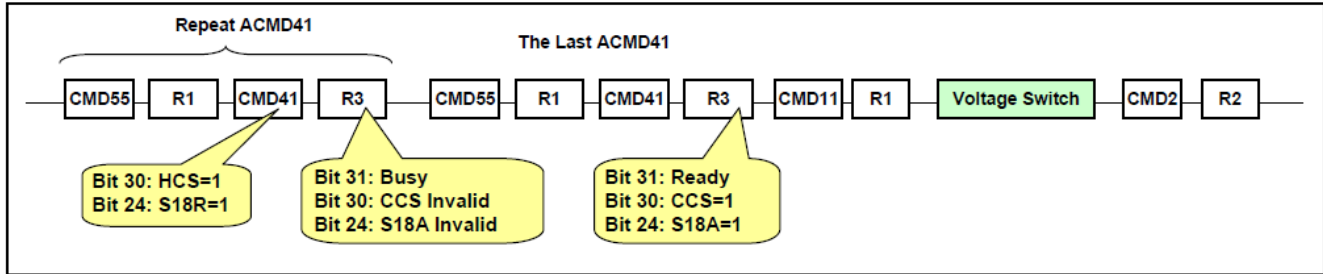 Repeat ACMD41
The Last ACMD41
CMD55 R1 CMD41 R3 CMD55 R1 CMD41 R3 CMD11 R1 Voltage Switch CMD2 R2
Bit 30: HCS=1
Bit 24: S18R=1
Bit 31: Busy
Bit 30: CCS Invalid
Bit 24: S18A Invalid
Bit 31: Ready
Bit 30: CCS=1
Bit 24: S18A=1